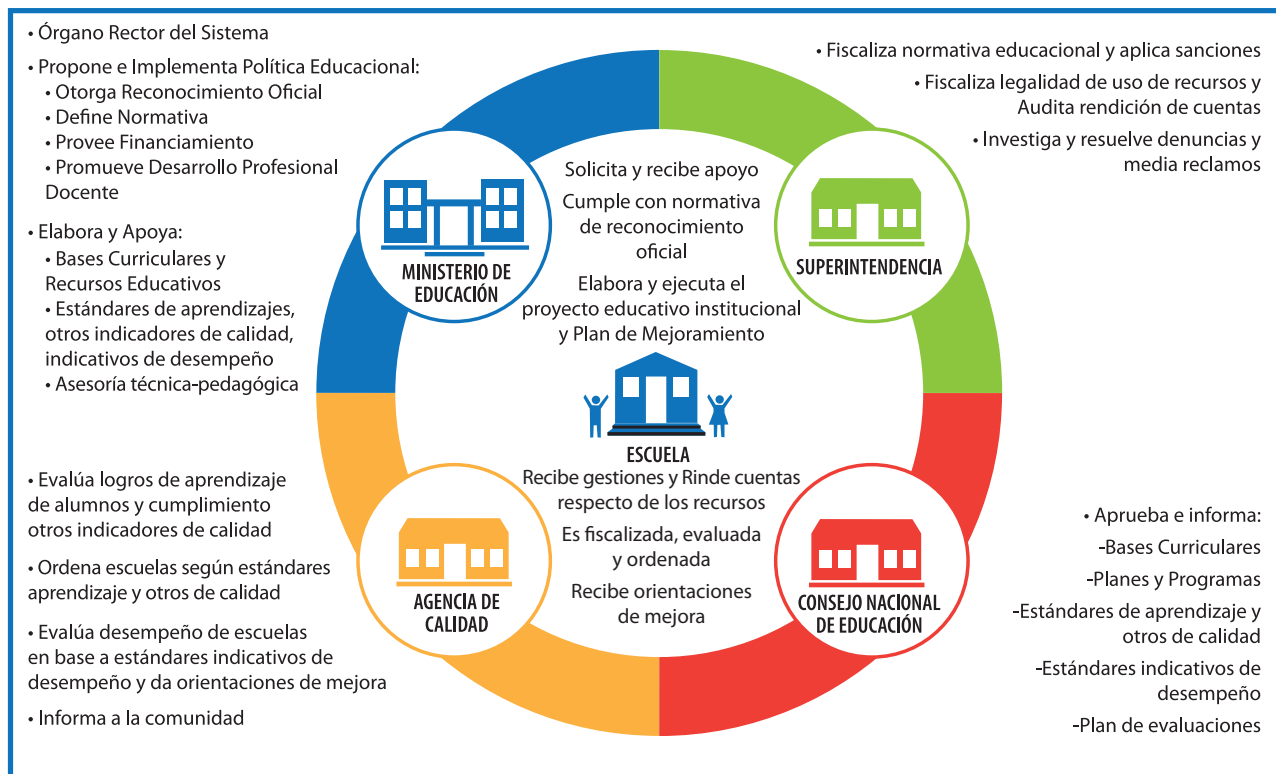 • Órgano Rector del Sistema
• Propone e Implementa Política Educacional:
• Otorga Reconocimiento Oficial
• Define Normativa
• Provee Financiamiento
• Promueve Desarrollo Profesional
Docente
• Elabora y Apoya:
• Bases Curriculares y
Recursos Educativos
• Estándares de aprendizajes,
otros indicadores de calidad,
indicativos de desempeño
• Asesoría técnica-pedagógica
MINISTERIO DE
EDUCACIÓN
• Fiscaliza normativa educacional y aplica sanciones
• Fiscaliza legalidad de uso de recursos y
Audita rendición de cuentas
• Investiga y resuelve denuncias y
media reclamos
SUPERINTENDENCIA
Solicita y recibe apoyo
Cumple con normativa
de reconocimiento
oficial
Elabora y ejecuta el
proyecto educativo institucional
y Plan de Mejoramiento
ESCUELA
Recibe gestiones y Rinde cuentas
respecto de los recursos
Es fiscalizada, evaluada
y ordenada
Recibe orientaciones
de mejora
• Evalúa logros de aprendizaje
de alumnos y cumplimiento
otros indicadores de calidad
• Ordena escuelas según estándares
aprendizaje y otros de calidad
• Evalúa desempeño de escuelas
en base a estándares indicativos de
desempeño y da orientaciones de mejora
• Informa a la comunidad
AGENCIA DE
CALIDAD
CONSEJO NACIONAL
DE EDUCACIÓN
• Aprueba e informa:
-Bases Curriculares
-Planes y Programas
-Estándares de aprendizaje y
otros de calidad
-Estándares indicativos de
desempeño
-Plan de evaluaciones